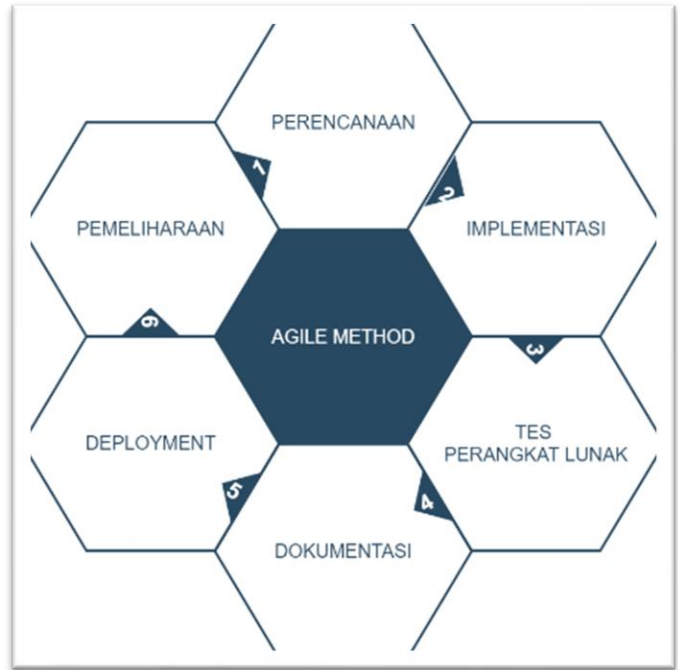 PERENCANAAN
1
2
PEMELIHARAAN
IMPLEMENTASI
6
AGILE METHOD
3
DEPLOYMENT
TES
PERANGKAT LUNAK
5
4
DOKUMENTASI